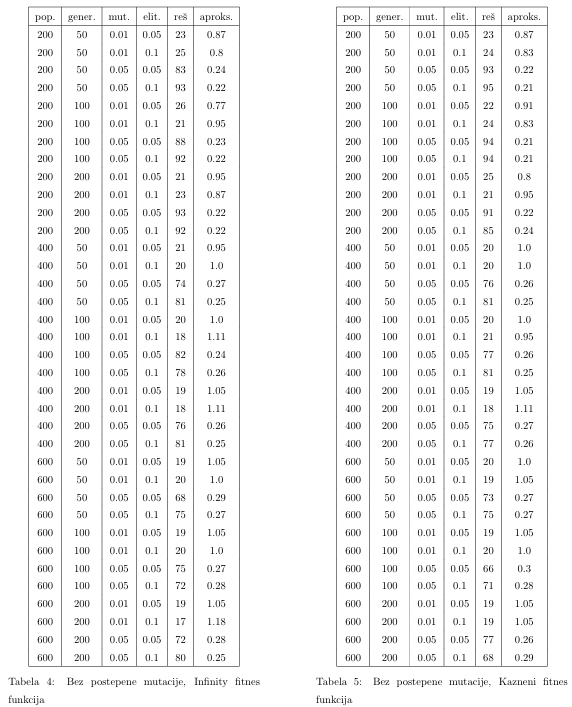 pop. gener. mut. elit. reš aproks.
200 50 0.01 0.05 23 0.87
200 50 0.01 0.1 25 0.8
200 50 0.05 0.05 83 0.24
200 50 0.05 0.1 93 0.22
200 100 0.01 0.05 26 0.77
200 100 0.01 0.1 21 0.95
200 100 0.05 0.05 88 0.23
200 100 0.05 0.1 92 0.22
200 200 0.01 0.05 21 0.95
200 200 0.01 0.1 23 0.87
200 200 0.05 0.05 93 0.22
200 200 0.05 0.1 92 0.22
400 50 0.01 0.05 21 0.95
400 50 0.01 0.1 20 1.0
400 50 0.05 0.05 74 0.27
400 50 0.05 0.1 81 0.25
400 100 0.01 0.05 20 1.0
400 100 0.01 0.1 18 1.11
400 100 0.05 0.05 82 0.24
400 100 0.05 0.1 78 0.26
400 200 0.01 0.05 19 1.05
400 200 0.01 0.1 18 1.11
400 200 0.05 0.05 76 0.26
400 200 0.05 0.1 81 0.25
600 50 0.01 0.05 19 1.05
600 50 0.01 0.1 20 1.0
600 50 0.05 0.05 68 0.29
600 50 0.05 0.1 75 0.27
600 100 0.01 0.05 19 1.05
600 100 0.01 0.1 20 1.0
600 100 0.05 0.05 75 0.27
600 100 0.05 0.1 72 0.28
600 200 0.01 0.05 19 1.05
600 200 0.01 0.1 17 1.18
600 200 0.05 0.05 72 0.28
600 200 0.05 0.1 80 0.25
Tabela 4: Bez postepene mutacije, Infinity fitnes
funkcija
pop. gener. mut. elit. reš aproks.
200 50 0.01 0.05 23 0.87
200 50 0.01 0.1 24 0.83
200 50 0.05 0.05 93 0.22
200 50 0.05 0.1 95 0.21
200 100 0.01 0.05 22 0.91
200 100 0.01 0.1 24 0.83
200 100 0.05 0.05 94 0.21
200 100 0.05 0.1 94 0.21
200 200 0.01 0.05 25 0.8
200 200 0.01 0.1 21 0.95
200 200 0.05 0.05 91 0.22
200 200 0.05 0.1 85 0.24
400 50 0.01 0.05 20 1.0
400 50 0.01 0.1 20 1.0
400 50 0.05 0.05 76 0.26
400 50 0.05 0.1 81 0.25
400 100 0.01 0.05 20 1.0
400 100 0.01 0.1 21 0.95
400 100 0.05 0.05 77 0.26
400 100 0.05 0.1 81 0.25
400 200 0.01 0.05 19 1.05
400 200 0.01 0.1 18 1.11
400 200 0.05 0.05 75 0.27
400 200 0.05 0.1 77 0.26
600 50 0.01 0.05 20 1.0
600 50 0.01 0.1 19 1.05
600 50 0.05 0.05 73 0.27
600 50 0.05 0.1 75 0.27
600 100 0.01 0.05 19 1.05
600 100 0.01 0.1 20 1.0
600 100 0.05 0.05 66 0.3
600 100 0.05 0.1 71 0.28
600 200 0.01 0.05 19 1.05
600 200 0.01 0.1 19 1.05
600 200 0.05 0.05 77 0.26
600 200 0.05 0.1 68 0.29
Tabela 5: Bez postepene mutacije, Kazneni fitnes
funkcija